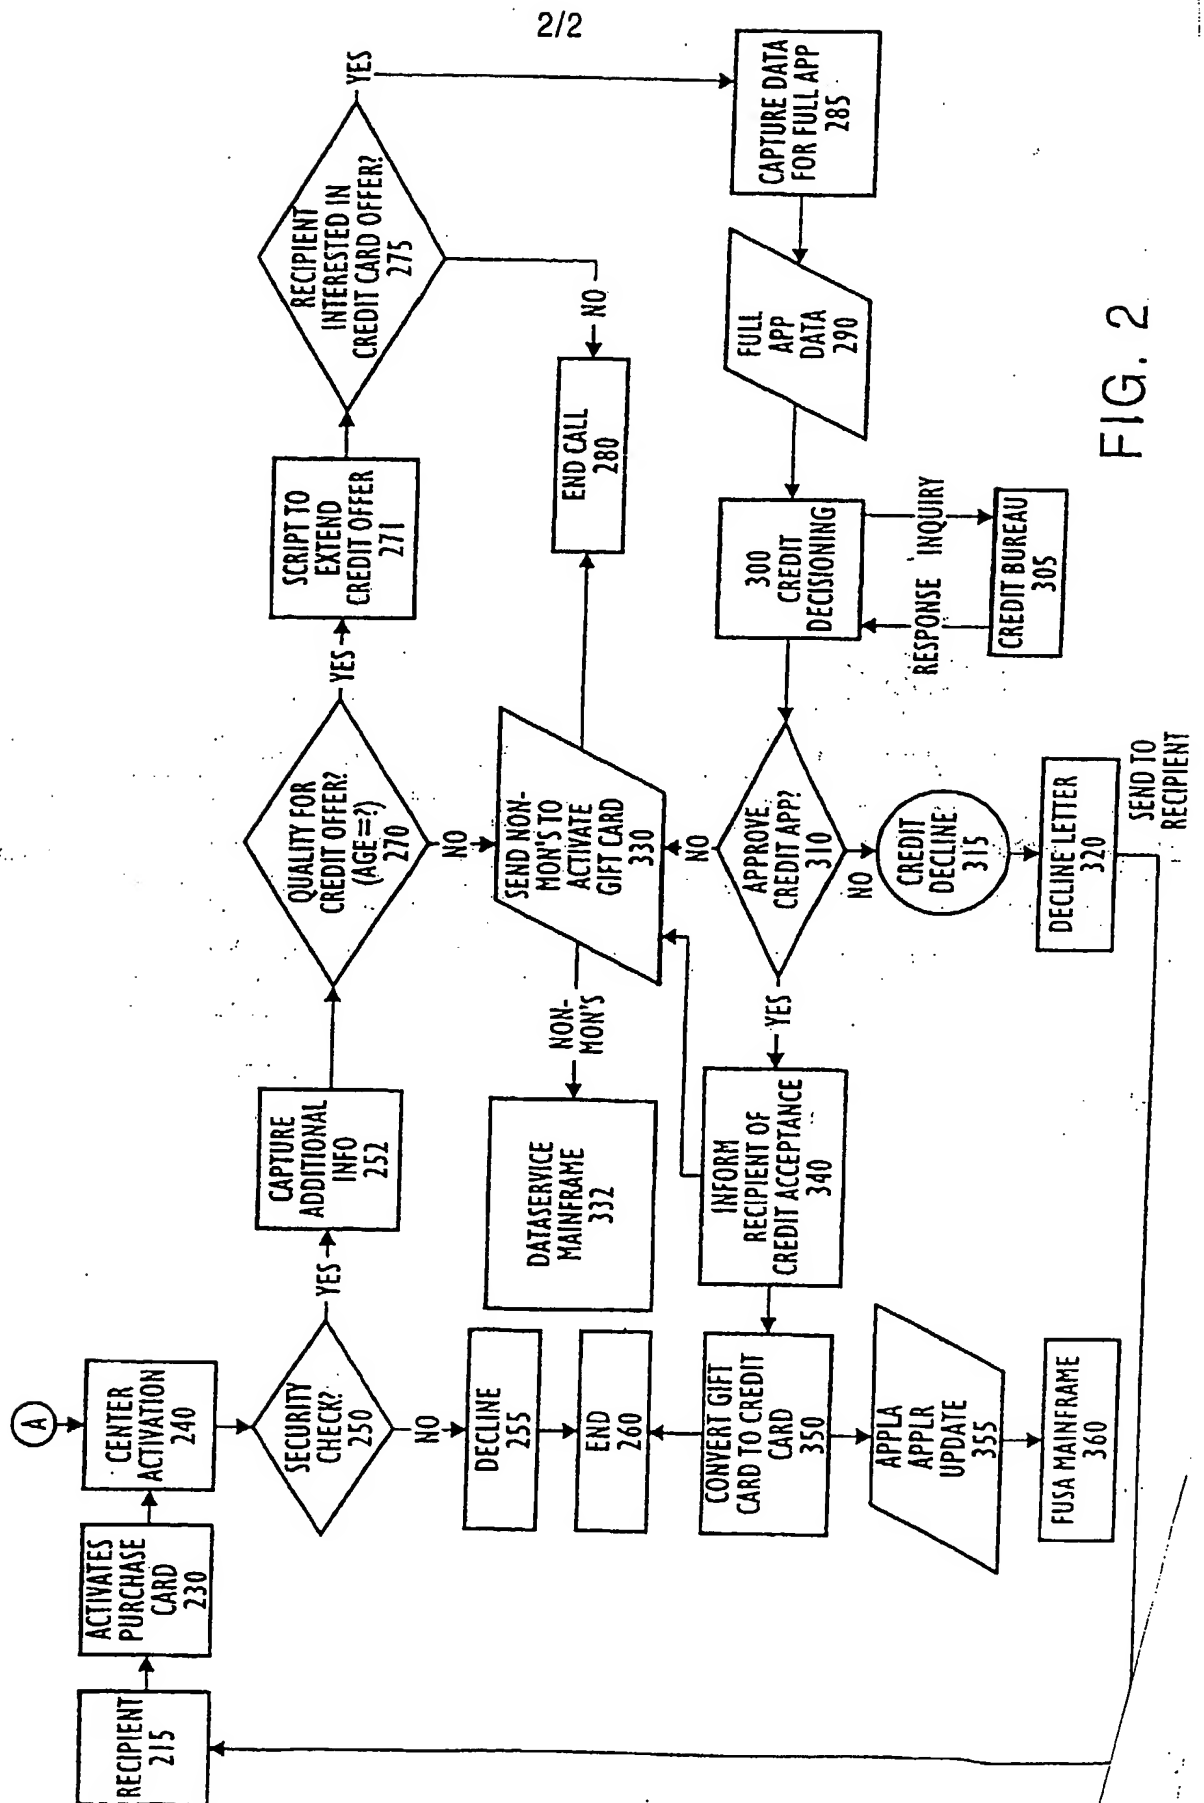 2/2
A
RECIPIENT
215
ACTIVATES
PURCHASE
CARD
230
CENTER
ACTIVATION
240
SECURITY
CHECK?
250
YES
NO
DECLINE
255
END
260
CAPTURE
ADDITIONAL
INFO
252
QUALITY FOR
CREDIT OFFER?
(AGE=?)
270
YES
NO
SCRIPT TO
EXTEND
CREDIT OFFER
271
RECIPIENT
INTERESTED IN
CREDIT CARD OFFER?
275
YES
NO
END CALL
280
CAPTURE DATA
FOR FULL APP
285
FULL
APP
DATA
290
300
CREDIT
DECISIONING
INQUIRY
RESPONSE
CREDIT BUREAU
305
APPROVE
CREDIT APP?
310
NO
NO
YES
CREDIT
DECLINE
315
DECLINE LETTER
320
SEND TO
RECIPIENT
SEND NON-
MON'S TO
ACTIVATE
GIFT CARD
330
NON-
MON'S
DATASERVICE
MAINFRAME
332
INFORM
RECIPIENT OF
CREDIT ACCEPTANCE
340
CONVERT GIFT
CARD TO CREDIT
CARD
350
APPLA
APPLR
UPDATE
355
FUSA MAINFRAME
360
FIG. 2